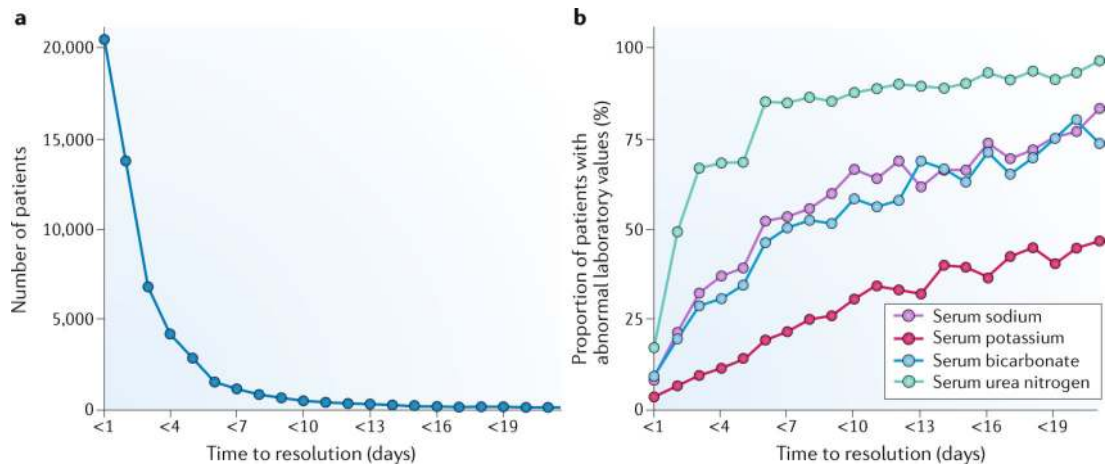 a
20,000
15,000
10,000
5,000
0
Number of patients
<1
<4
<7
<10
<13
<16
<19
Time to resolution (days)
b
100
75
50
25
0
Proportion of patients with
abnormal laboratory values (%)
Serum sodium
Serum potassium
Serum bicarbonate
Serum urea nitrogen
<1
<4
<7
<10
<13
<16
<19
Time to resolution (days)